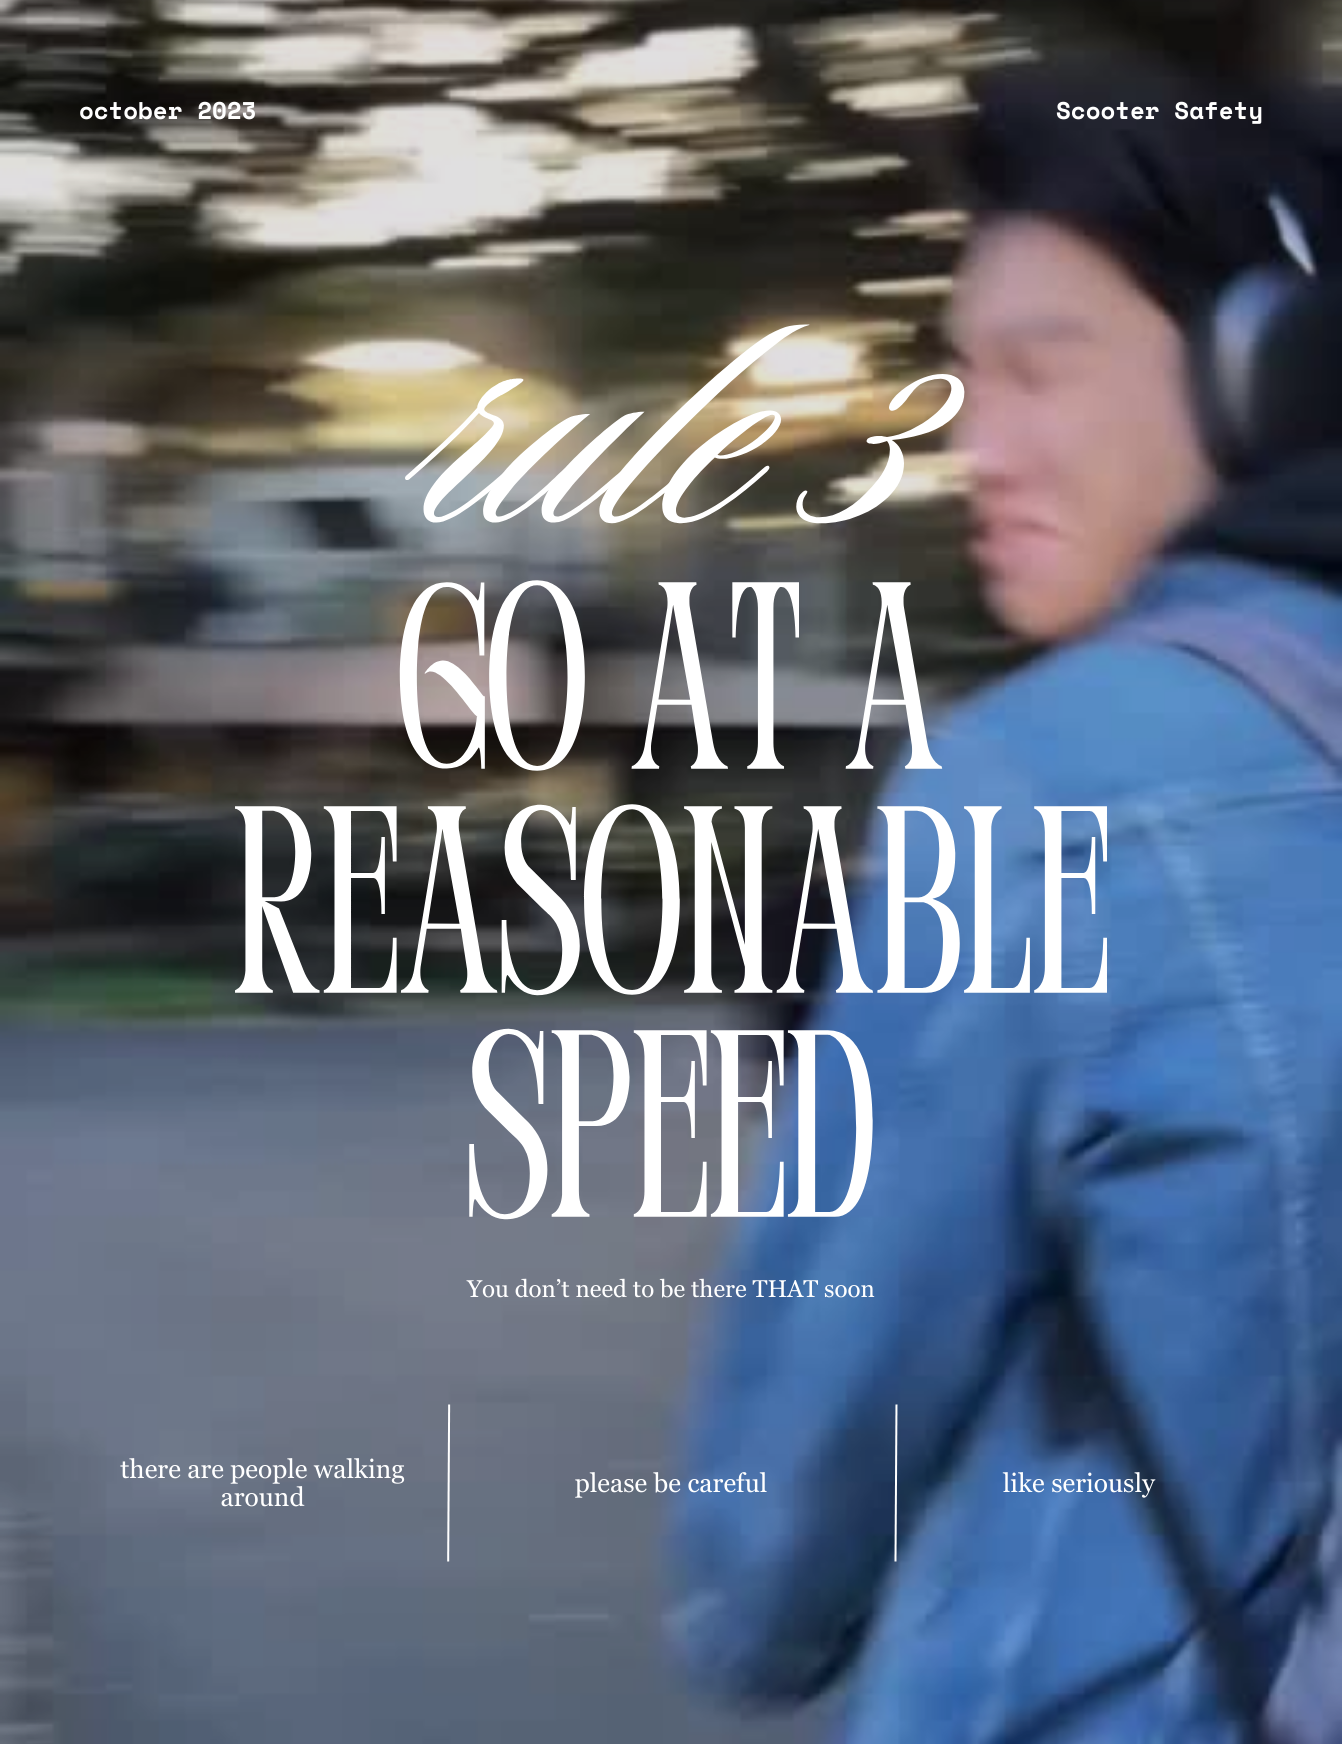 october 2023
Scooter Safety
rule 3
GO AT A
REASONABLE
SPEED
You don’t need to be there THAT soon
there are people walking
around
please be careful
like seriously